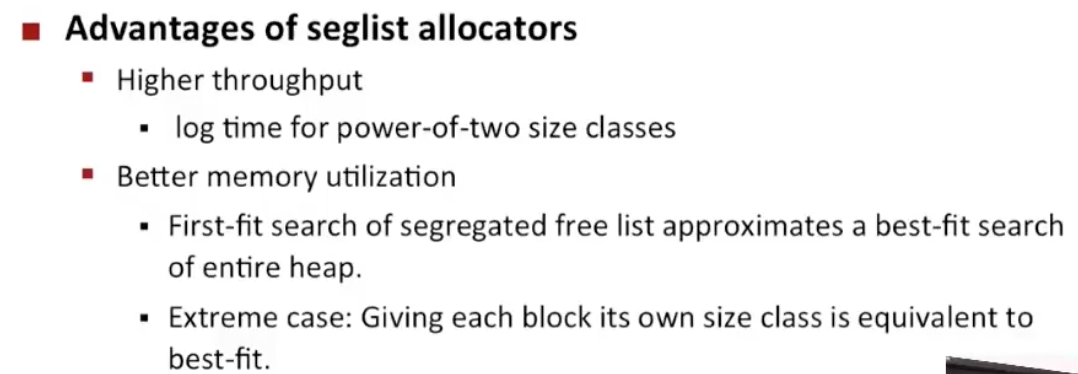 Advantages of seglist allocators
Higher throughput
log time for power-of-two size classes
Better memory utilization
First-fit search of segregated free list approximates a best-fit search
of entire heap.
Extreme case: Giving each block its own size class is equivalent to
best-fit.